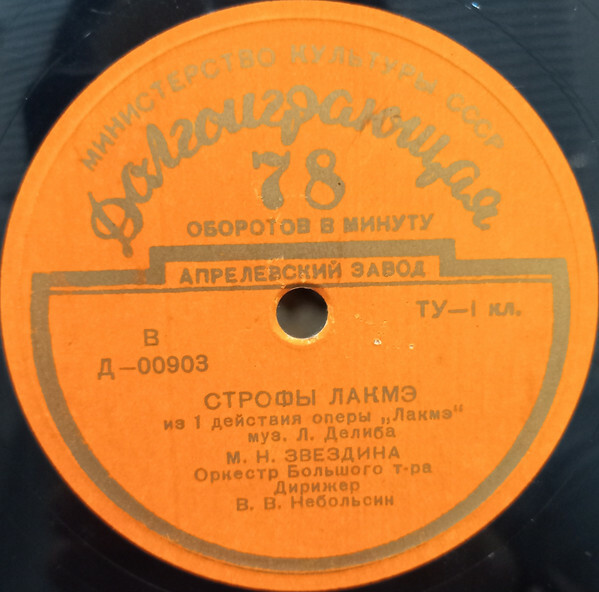 МИНИСТЕРСТВО КУЛЬТУРЫ СССР
Долгоиграющая
78
ОБОРОТОВ В МИНУТУ
АПРЕЛЕВСКИЙ ЗАВОД
ТУ—1 кл.
В
Д—00903
СТРОФЫ ЛАКМЭ
из 1 действия оперы „Лакмэ“
муз. Л. Делиба
М. Н. ЗВЕЗДИНА
Оркестр Большого т-ра
Дирижер
В. В. Небольсин